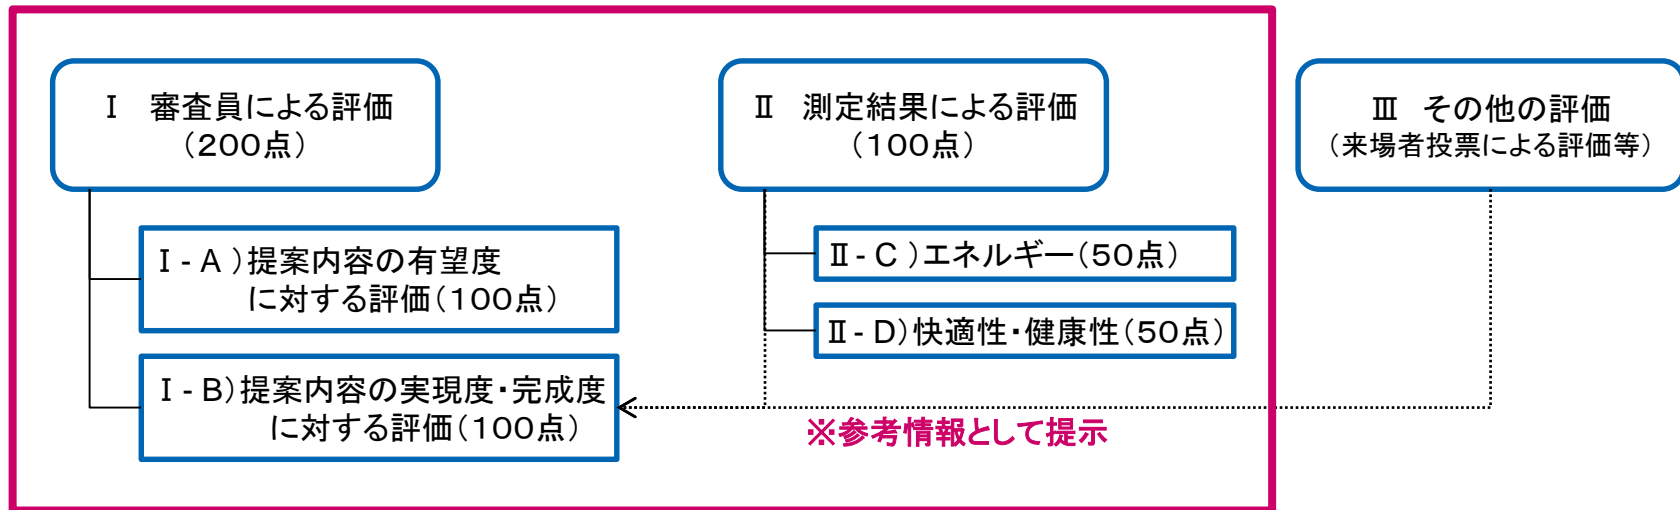 Ⅰ 審査員による評価
（200点）
Ⅰ-A）提案内容の有望度
に対する評価（100点）
Ⅰ-B）提案内容の実現度・完成度
に対する評価（100点）
Ⅱ 測定結果による評価
（100点）
Ⅱ-C）エネルギー（50点）
Ⅱ-D）快適性・健康性（50点）
※参考情報として提示
Ⅲ その他の評価
（来場者投票による評価等）